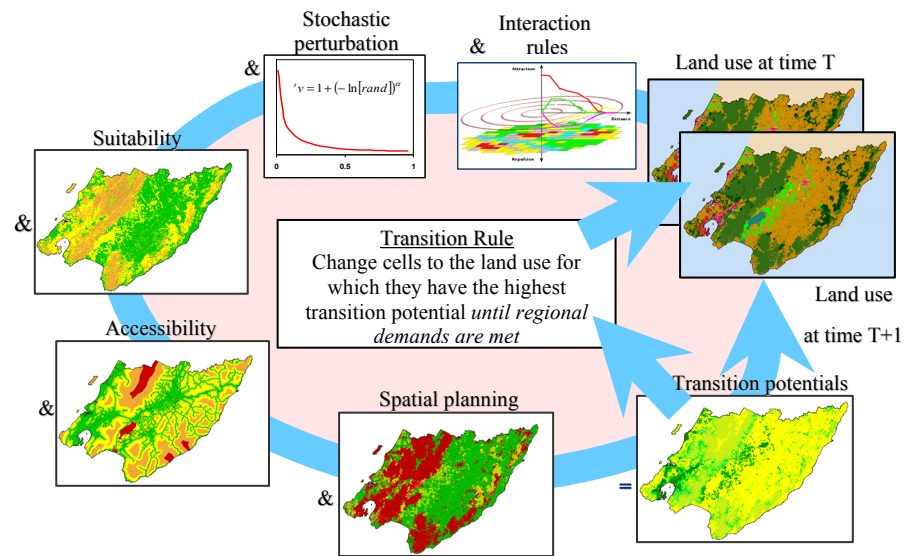 Stochastic
perturbation
&
ᵗv = 1 + (−ln[rand])^α
0
0.5
1
&
Interaction
rules
Attraction
Distance
Repulsion
Land use at time T
Suitability
&
Transition Rule
Change cells to the land use for
which they have the highest
transition potential until regional
demands are met
Land use
at time T+1
Accessibility
&
Spatial planning
&
Transition potentials
=